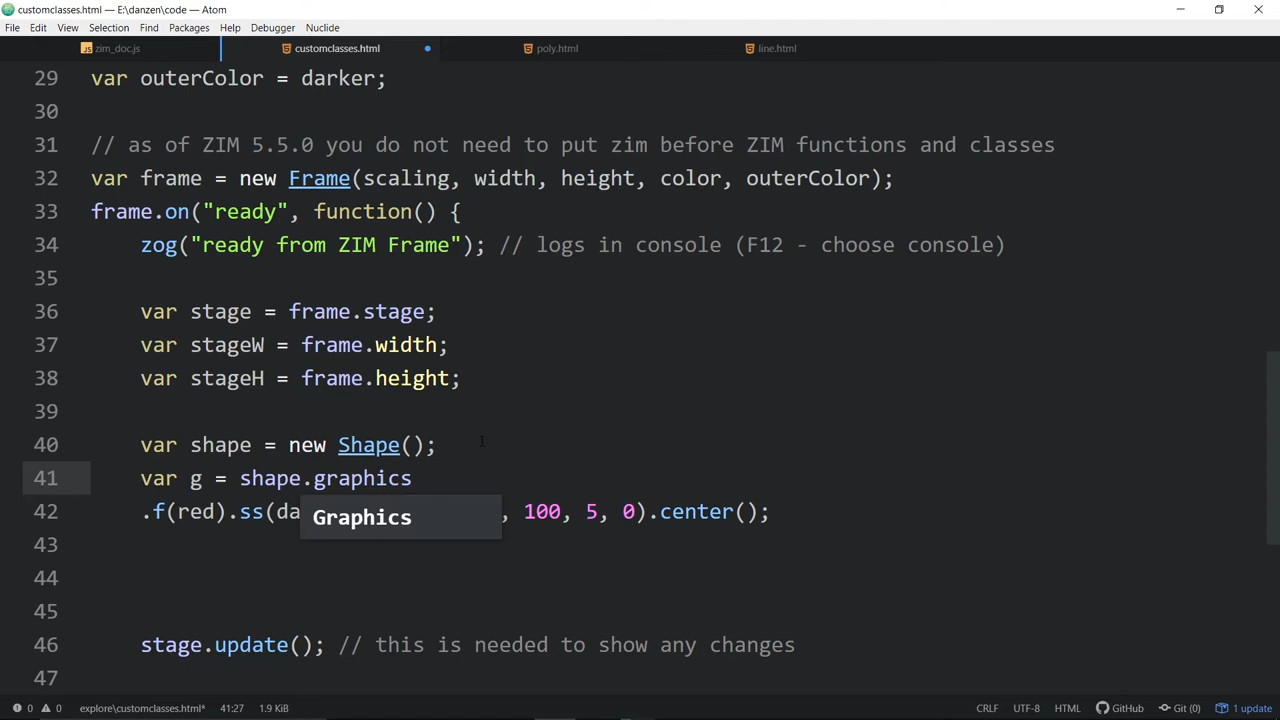 customclasses.html — E:\danzen\code — Atom
File Edit View Selection Find Packages Help Debugger Nuclide
zim_doc.js customclasses.html poly.html line.html
29 var outerColor = darker;
30
31 // as of ZIM 5.5.0 you do not need to put zim before ZIM functions and classes
32 var frame = new Frame(scaling, width, height, color, outerColor);
33 frame.on("ready", function() {
34 zog("ready from ZIM Frame"); // logs in console (F12 - choose console)
35
36 var stage = frame.stage;
37 var stageW = frame.width;
38 var stageH = frame.height;
39
40 var shape = new Shape();
41 var g = shape.graphics
42 .f(red).ss(da , 100, 5, 0).center();
Graphics
43
44
45
46 stage.update(); // this is needed to show any changes
47
0 0 explore\customclasses.html* 41:27 1.9 KiB CRLF UTF-8 HTML GitHub Git (0) 1 update